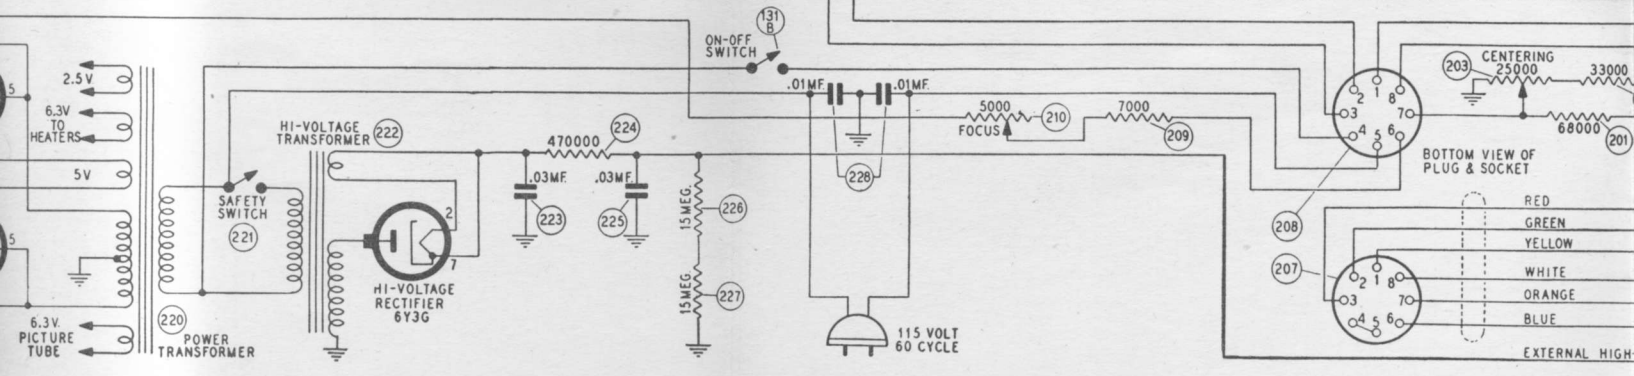 131
B
ON-OFF
SWITCH
.01MF.
.01MF.
5
2.5V.
6.3V
TO
HEATERS
5V
HI-VOLTAGE
TRANSFORMER
222
470000
224
.03MF.
.03MF.
223
225
SAFETY
SWITCH
221
2
7
HI-VOLTAGE
RECTIFIER
6Y3G
15 MEG.
226
15 MEG.
227
5
6.3V.
PICTURE
TUBE
220
POWER
TRANSFORMER
228
115 VOLT
60 CYCLE
5000
210
FOCUS
7000
209
2
1
8
3
7
4
5
6
208
203
CENTERING
25000
33000
68000
201
BOTTOM VIEW OF
PLUG & SOCKET
207
2
1
8
3
7
4
5
6
RED
GREEN
YELLOW
WHITE
ORANGE
BLUE
EXTERNAL HIGH-